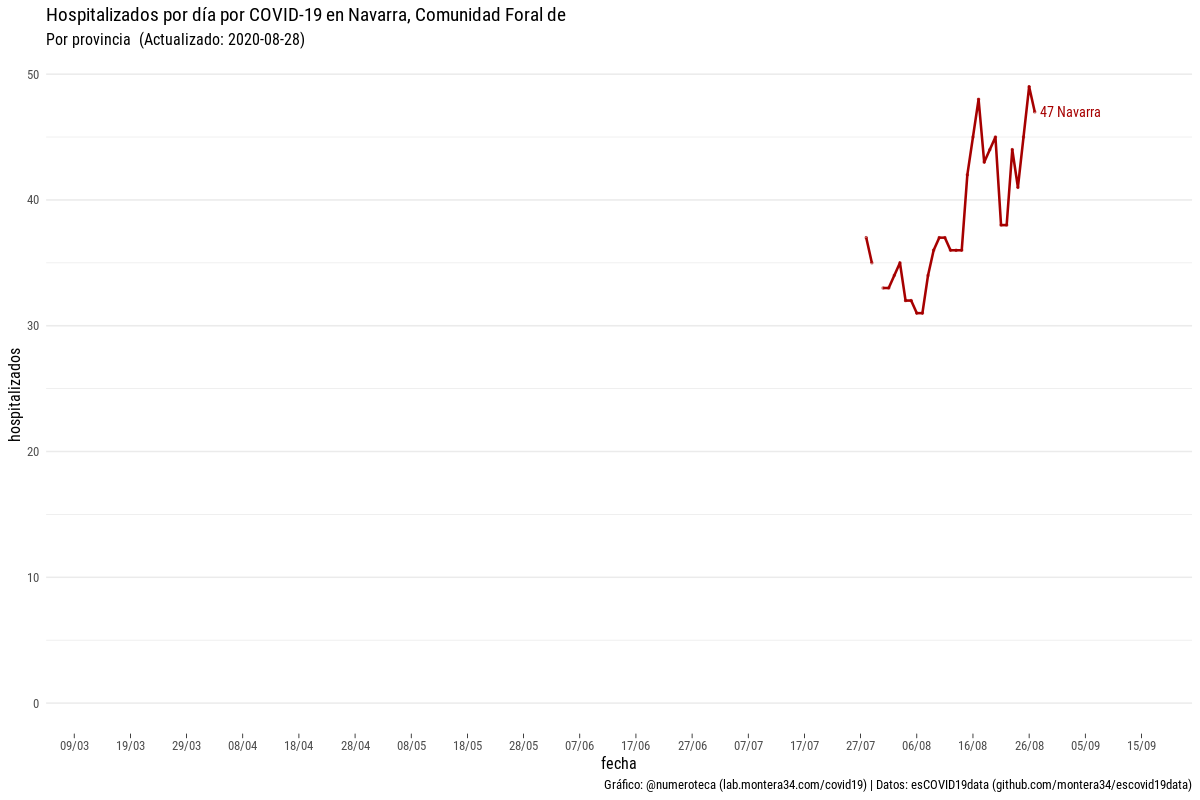 Hospitalizados por día por COVID-19 en Navarra, Comunidad Foral de
Por provincia  (Actualizado: 2020-08-28)
50
40
30
20
10
0
hospitalizados
47 Navarra
09/03 19/03 29/03 08/04 18/04 28/04 08/05 18/05 28/05 07/06 17/06 27/06 07/07 17/07 27/07 06/08 16/08 26/08 05/09 15/09
fecha
Gráfico: @numeroteca (lab.montera34.com/covid19) | Datos: esCOVID19data (github.com/montera34/escovid19data)